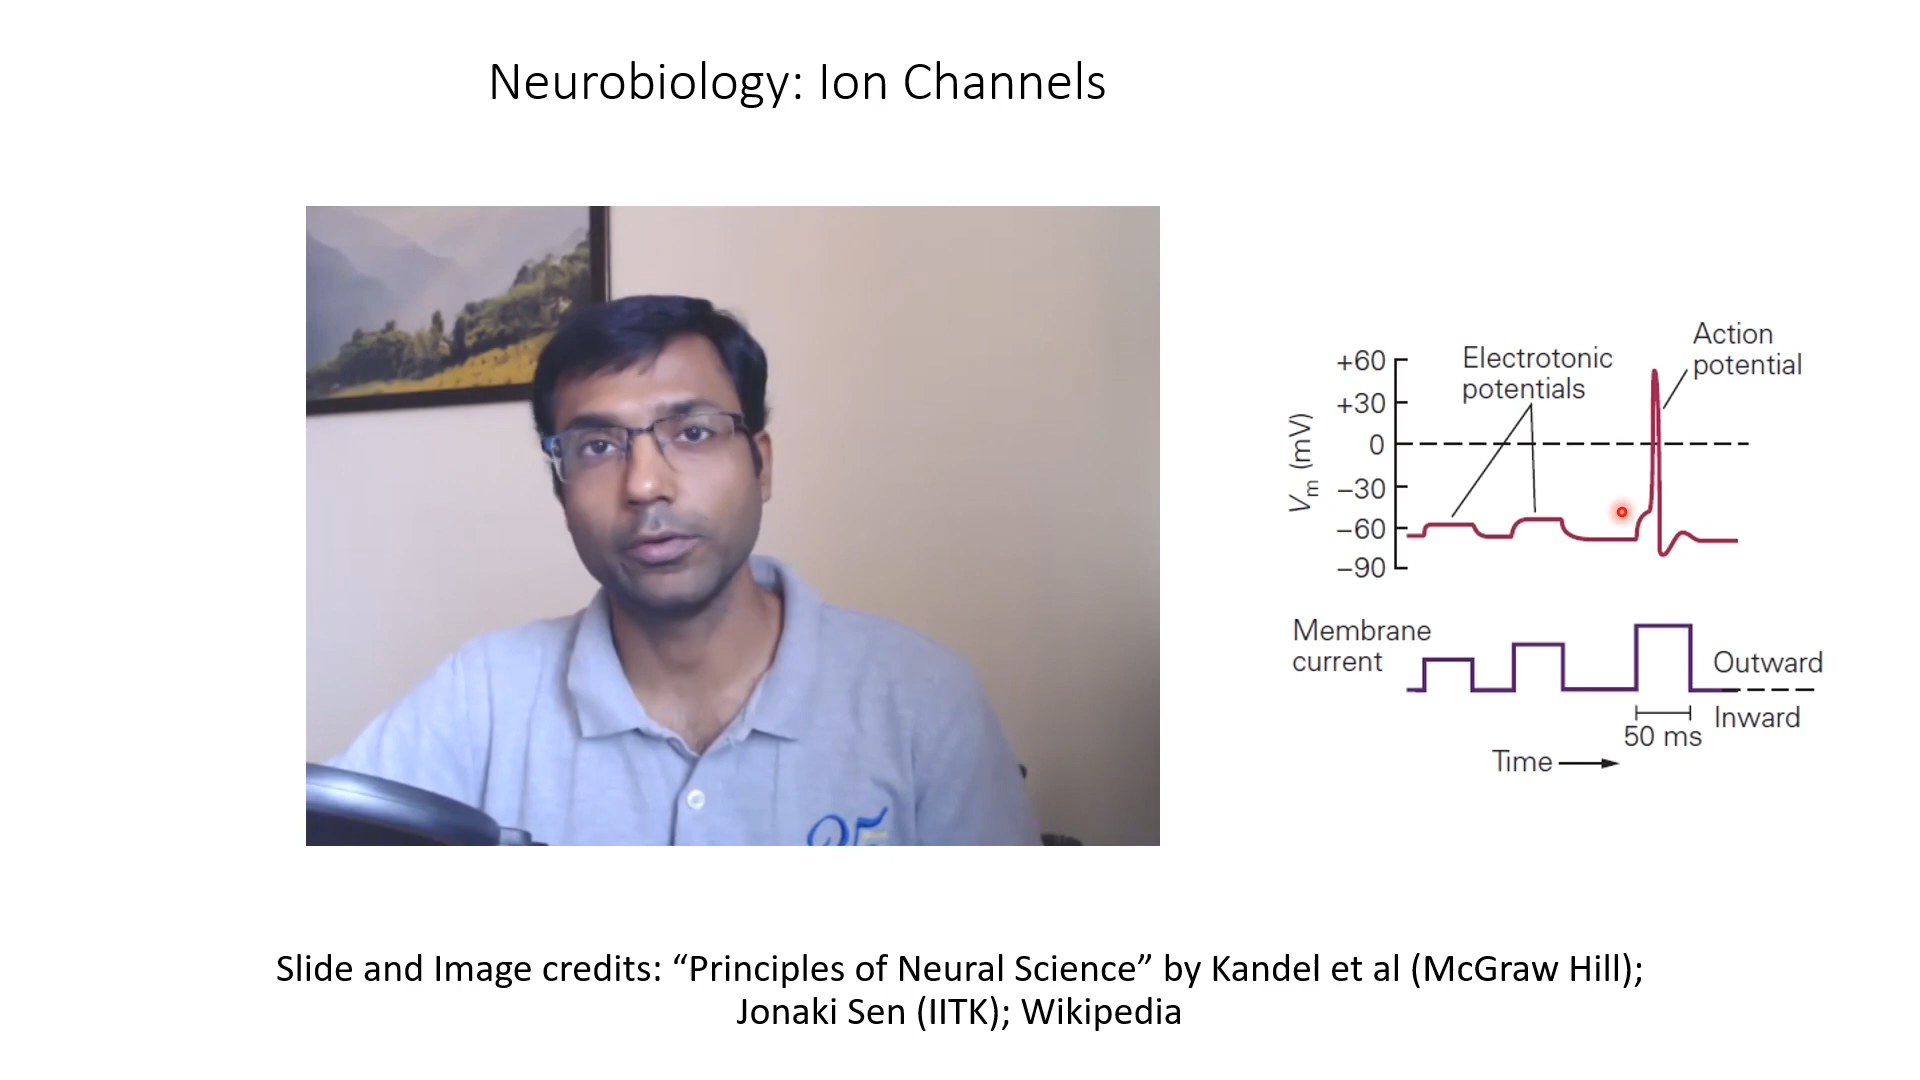 Neurobiology: Ion Channels
Electrotonic
potentials
Action
potential
+60
+30
0
−30
−60
−90
Vm (mV)
Membrane
current
Outward
Inward
50 ms
Time
Slide and Image credits: “Principles of Neural Science” by Kandel et al (McGraw Hill);
Jonaki Sen (IITK); Wikipedia